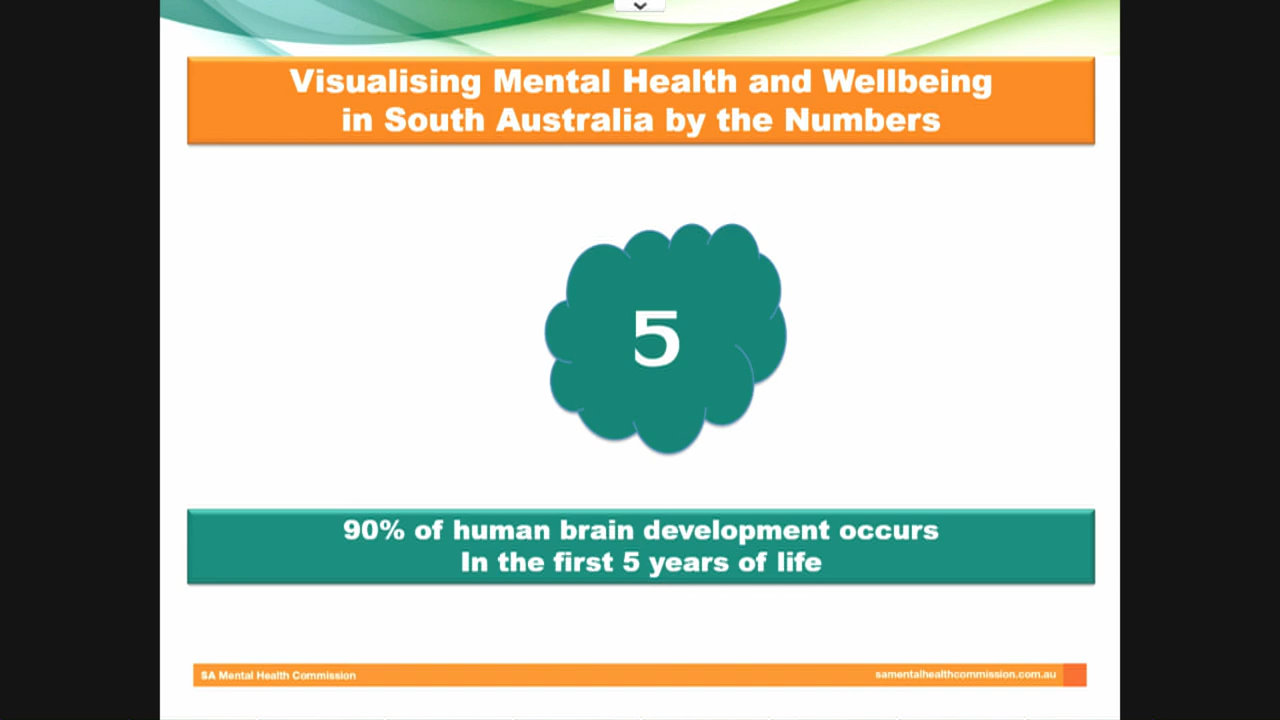 Visualising Mental Health and Wellbeing
in South Australia by the Numbers
5
90% of human brain development occurs
In the first 5 years of life
SA Mental Health Commission
samentalhealthcommission.com.au